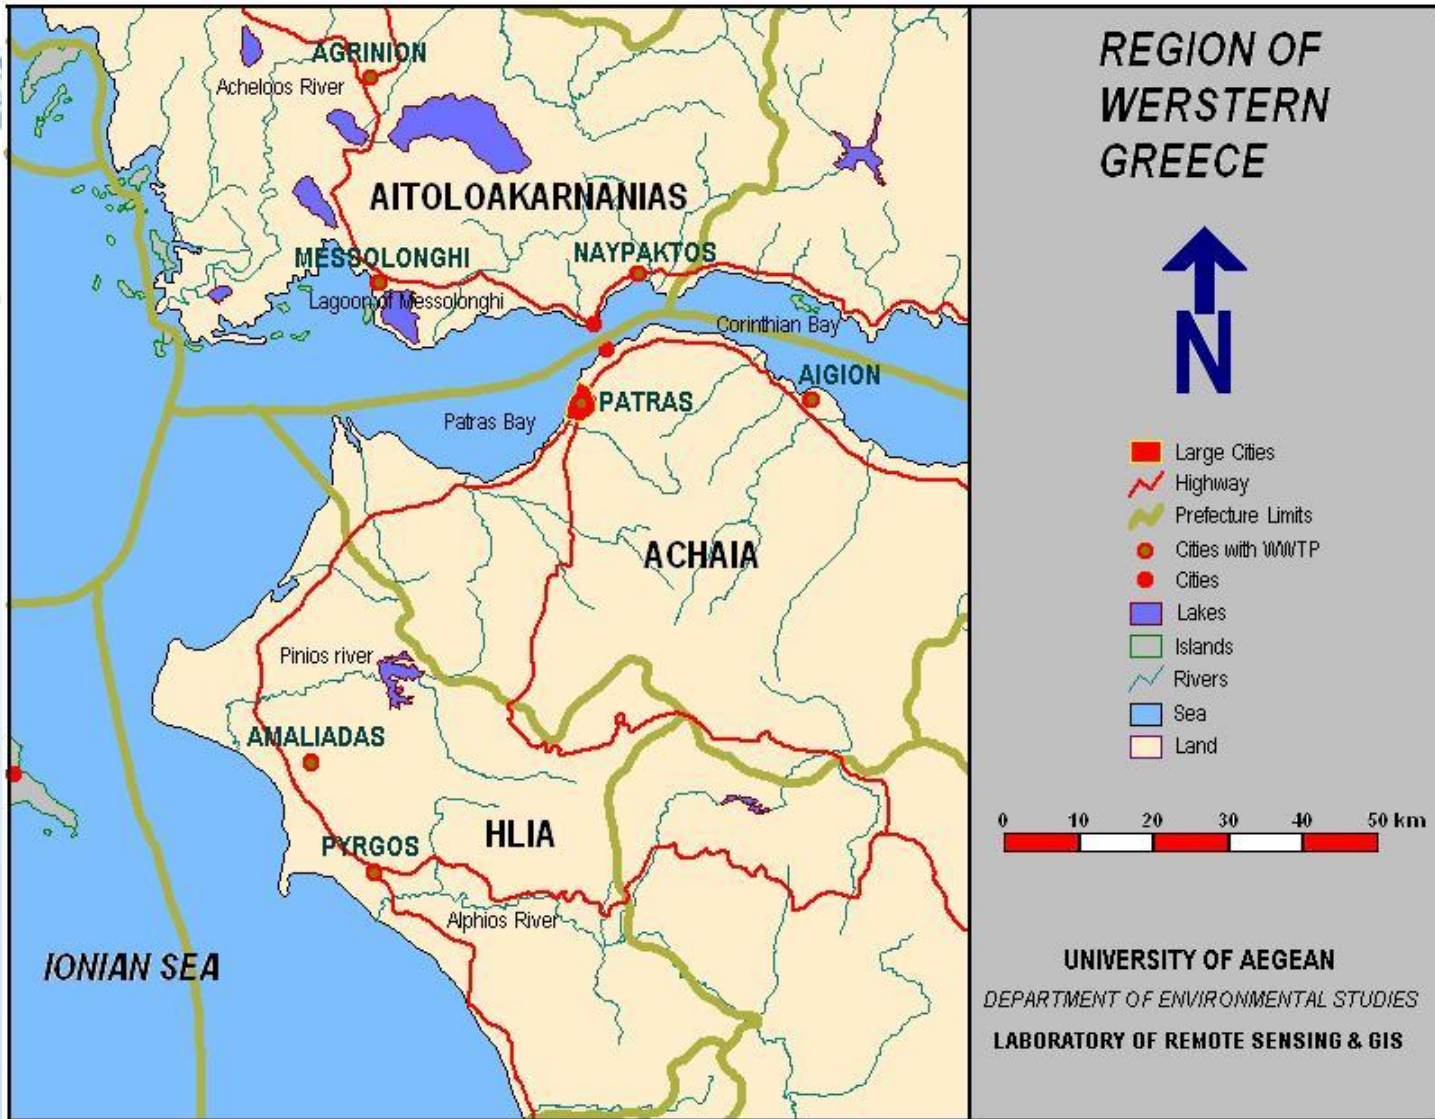 AGRINION
Acheloos River
AITOLOAKARNANIAS
MESSOLONGHI
NAYPAKTOS
Lagoon of Messolonghi
Corinthian Bay
AIGION
PATRAS
Patras Bay
ACHAIA
Pinios river
AMALIADAS
HLIA
PYRGOS
Alphios River
IONIAN SEA
REGION OF
WERSTERN
GREECE
N
Large Cities
Highway
Prefecture Limits
Cities with WWTP
Cities
Lakes
Islands
Rivers
Sea
Land
0 10 20 30 40 50 km
UNIVERSITY OF AEGEAN
DEPARTMENT OF ENVIRONMENTAL STUDIES
LABORATORY OF REMOTE SENSING & GIS